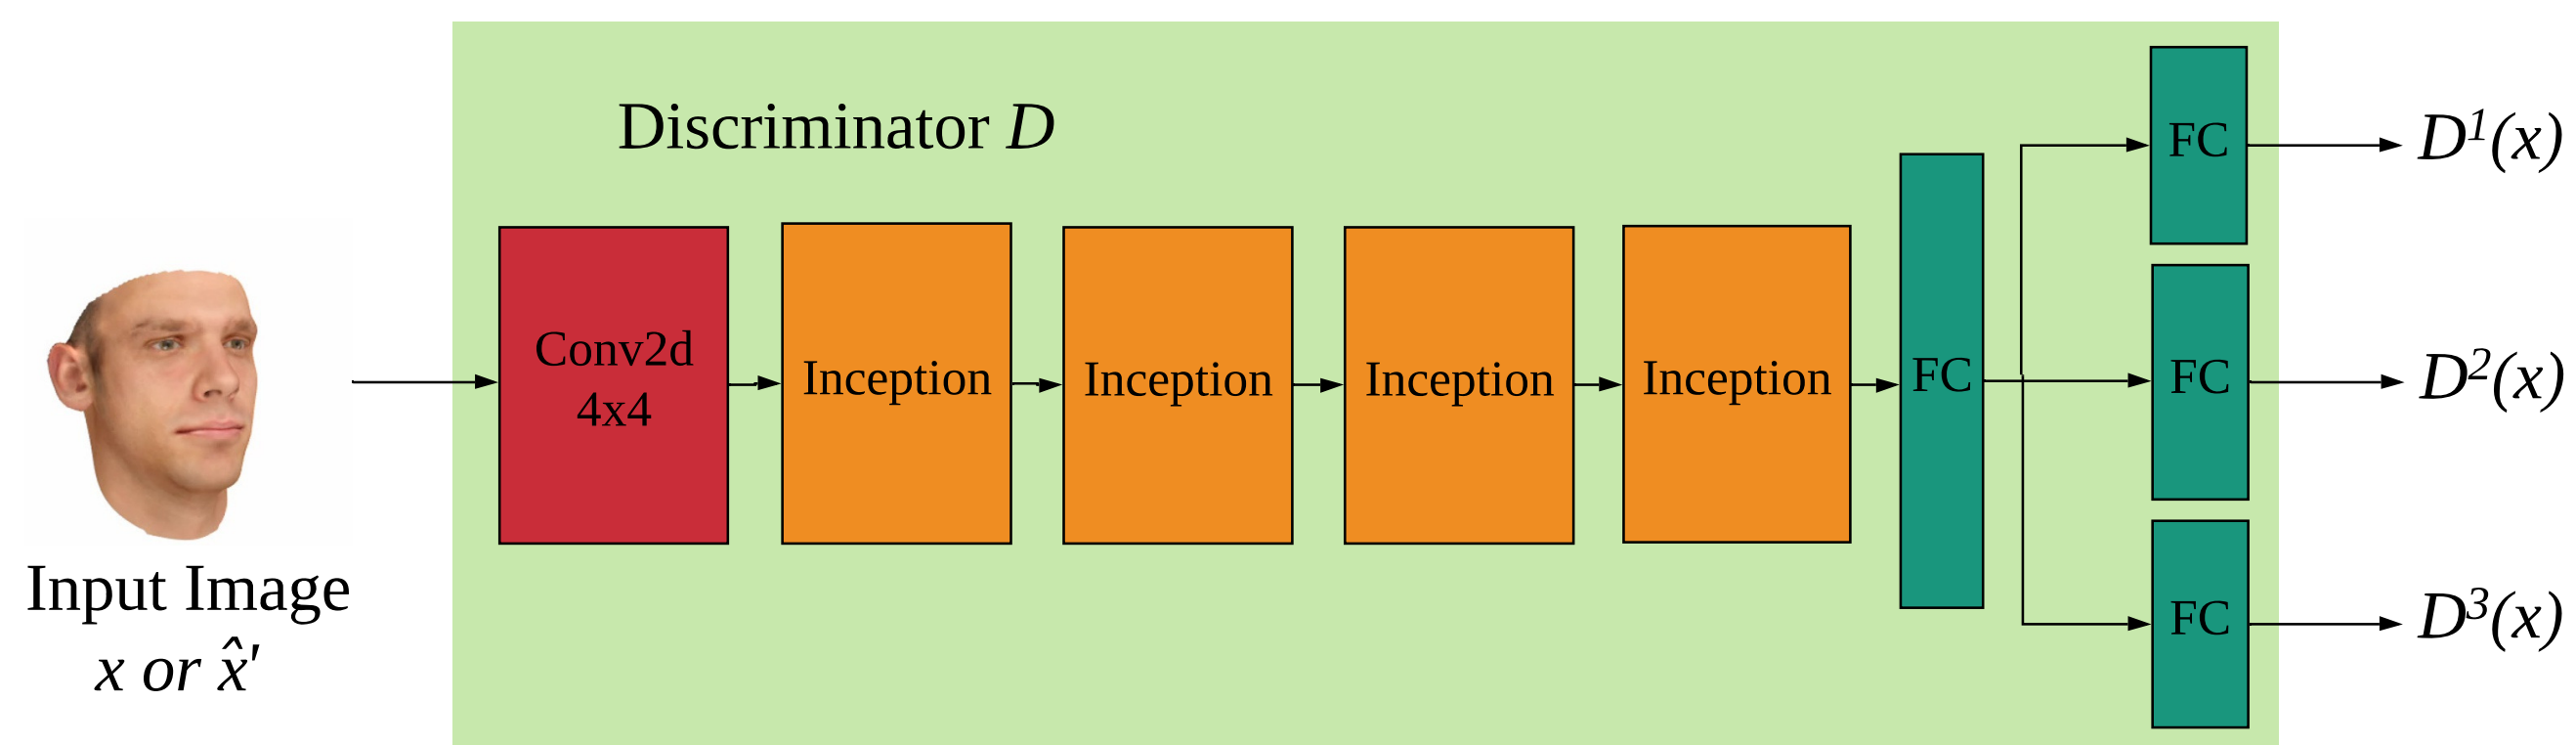 Discriminator D
Input Image
x or x̂'
Conv2d
4x4
Inception
Inception
Inception
Inception
FC
FC
FC
FC
D¹(x)
D²(x)
D³(x)